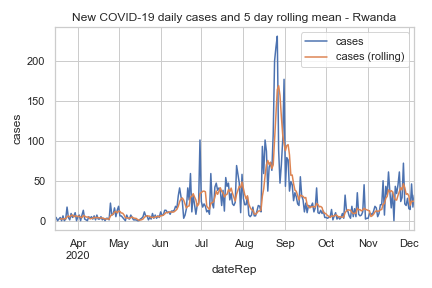 New COVID-19 daily cases and 5 day rolling mean - Rwanda
cases
cases (rolling)
200
150
100
50
0
cases
Apr
2020
May
Jun
Jul
Aug
Sep
Oct
Nov
Dec
dateRep